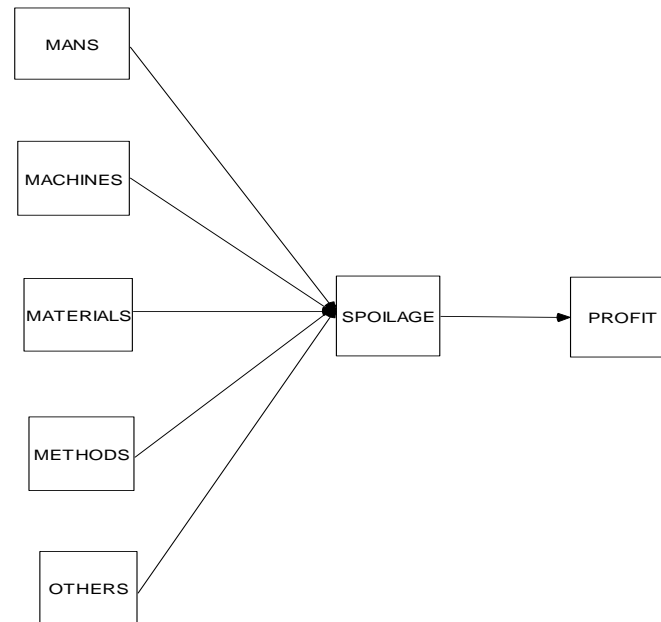 MANS
MACHINES
MATERIALS
SPOILAGE
PROFIT
METHODS
OTHERS